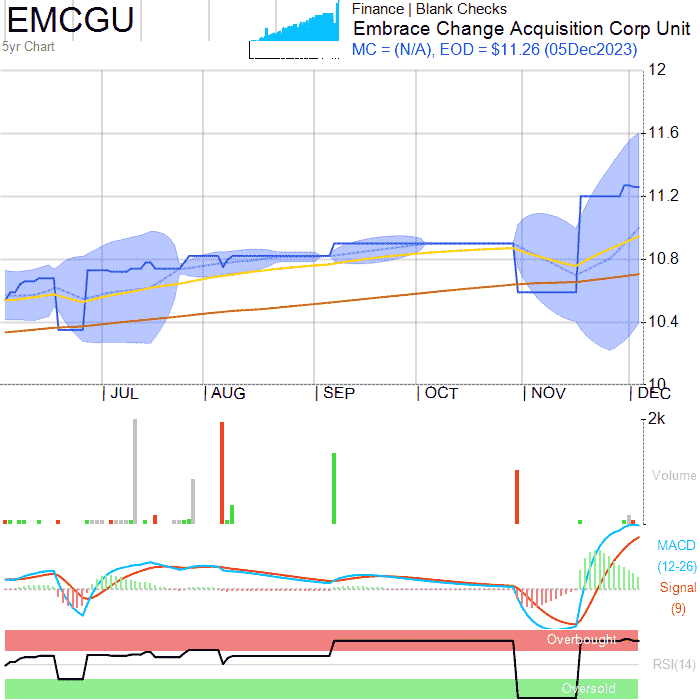 EMCGU
5yr Chart
Finance | Blank Checks
Embrace Change Acquisition Corp Unit
MC = (N/A), EOD = $11.26 (05Dec2023)
12
11.6
11.2
10.8
10.4
10
JUL AUG SEP OCT NOV DEC
2k
Volume
MACD
(12-26)
Signal
(9)
Overbought
RSI(14)
Oversold